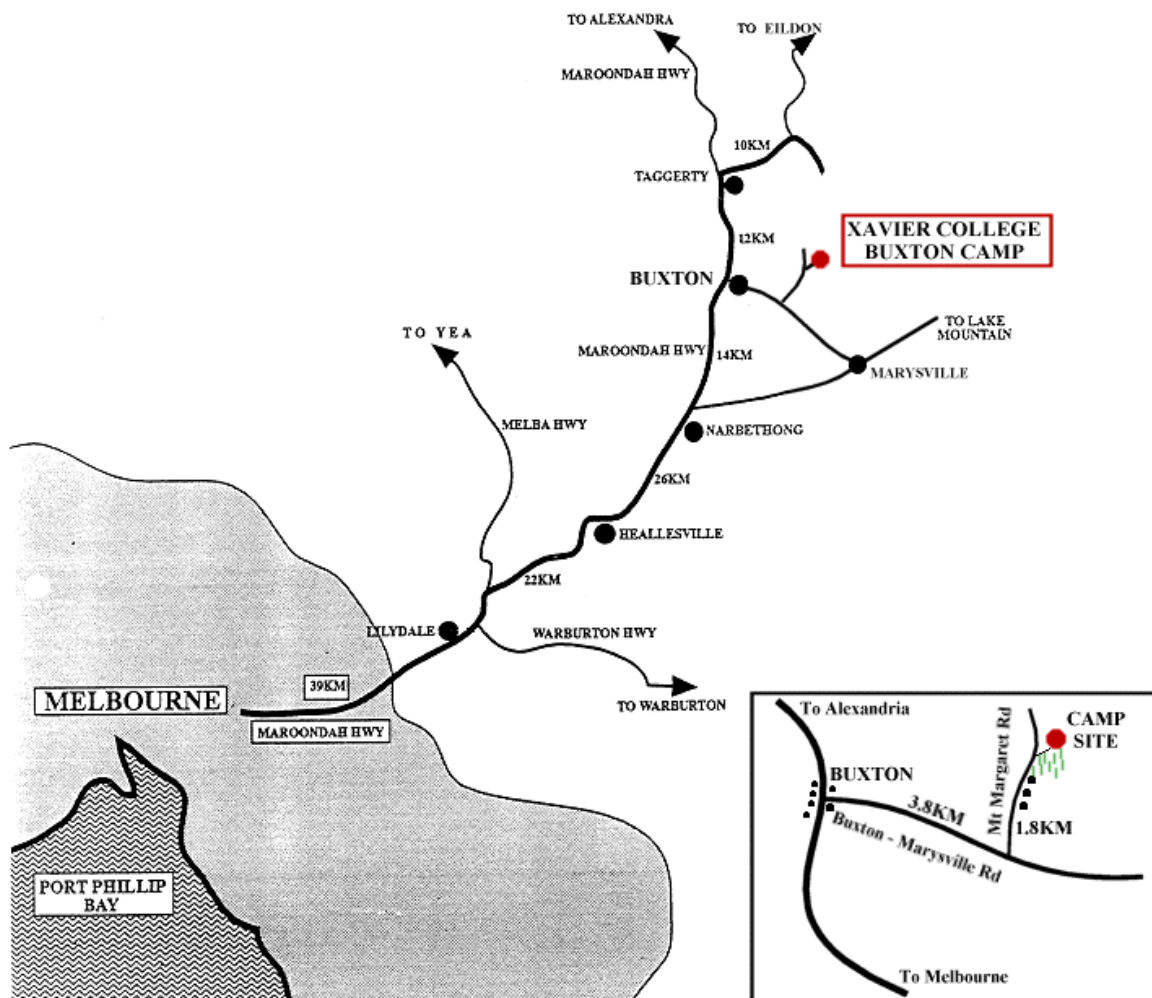 TO ALEXANDRA
TO EILDON
MAROONDAH HWY
10KM
TAGGERTY
XAVIER COLLEGE
BUXTON CAMP
12KM
BUXTON
TO LAKE
MOUNTAIN
TO YEA
MAROONDAH HWY
14KM
MARYSVILLE
MELBA HWY
NARBETHONG
26KM
HEALLESVILLE
22KM
LILYDALE
WARBURTON HWY
39KM
MELBOURNE
TO WARBURTON
MAROONDAH HWY
PORT PHILLIP
BAY
To Alexandria
Mt Margaret Rd
CAMP
SITE
BUXTON
3.8KM
1.8KM
Buxton - Marysville Rd
To Melbourne